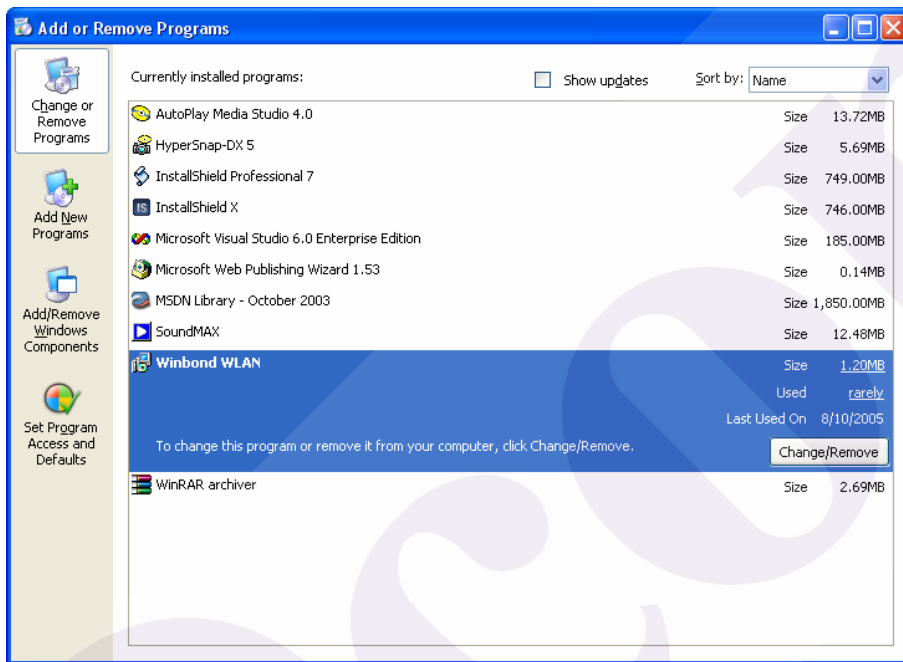 Add or Remove Programs
Change or
Remove
Programs
Add New
Programs
Add/Remove
Windows
Components
Set Program
Access and
Defaults
Currently installed programs: Show updates Sort by: Name
AutoPlay Media Studio 4.0 Size 13.72MB
HyperSnap-DX 5 Size 5.69MB
InstallShield Professional 7 Size 749.00MB
IS InstallShield X Size 746.00MB
Microsoft Visual Studio 6.0 Enterprise Edition Size 185.00MB
Microsoft Web Publishing Wizard 1.53 Size 0.14MB
MSDN Library - October 2003 Size 1,850.00MB
SoundMAX Size 12.48MB
Winbond WLAN Size 1.20MB
Used rarely
Last Used On 8/10/2005
To change this program or remove it from your computer, click Change/Remove. Change/Remove
WinRAR archiver Size 2.69MB